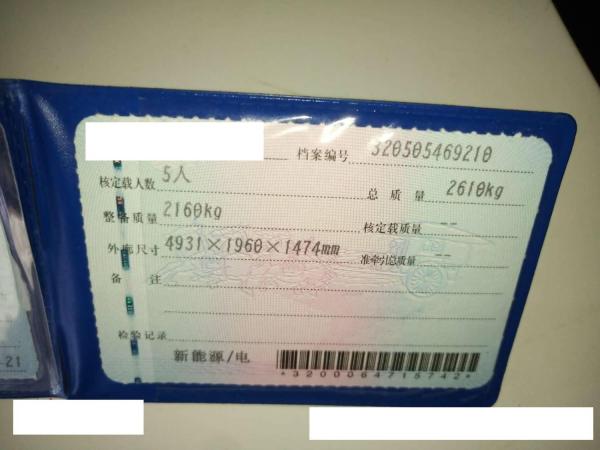 档案编号 320505469210
核定载人数 5人 总质量 2610kg
整备质量 2160kg 核定载质量 --
外廓尺寸 4931×1960×1474mm 准牵引总质量 --
备注
检验记录
新能源/电
*3200064715742*
-21